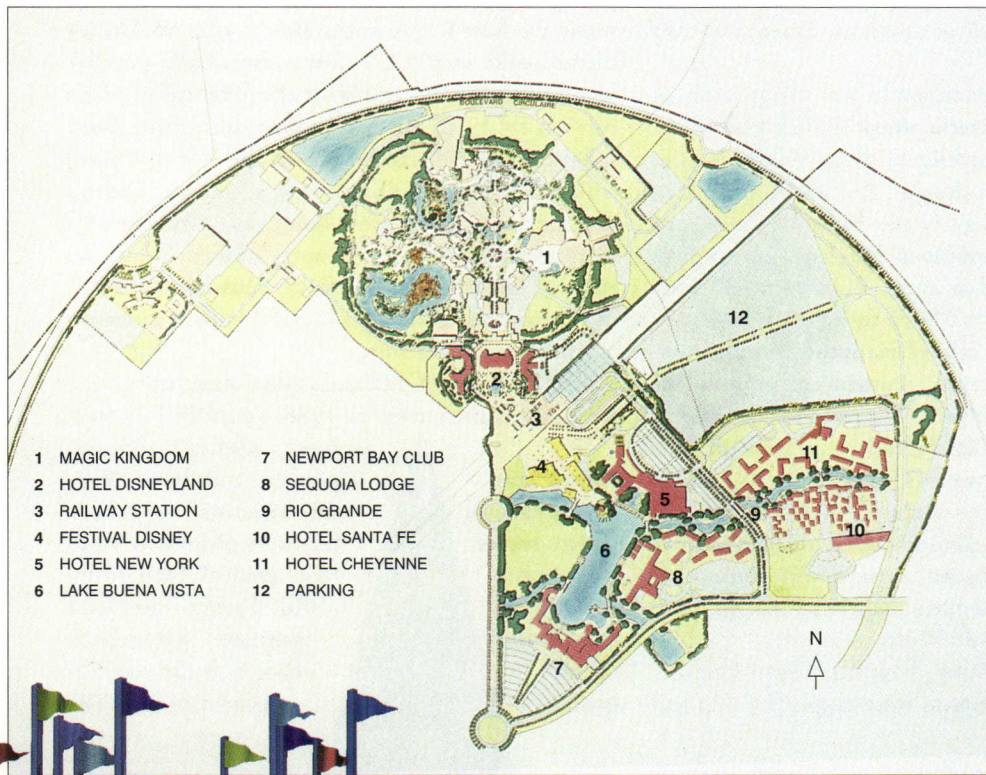 BOULEVARD CIRCULAIRE
1
12
2
3
1 MAGIC KINGDOM
2 HOTEL DISNEYLAND
3 RAILWAY STATION
4 FESTIVAL DISNEY
5 HOTEL NEW YORK
6 LAKE BUENA VISTA
7 NEWPORT BAY CLUB
8 SEQUOIA LODGE
9 RIO GRANDE
10 HOTEL SANTA FE
11 HOTEL CHEYENNE
12 PARKING
4
11
5
9
10
6
8
N
7